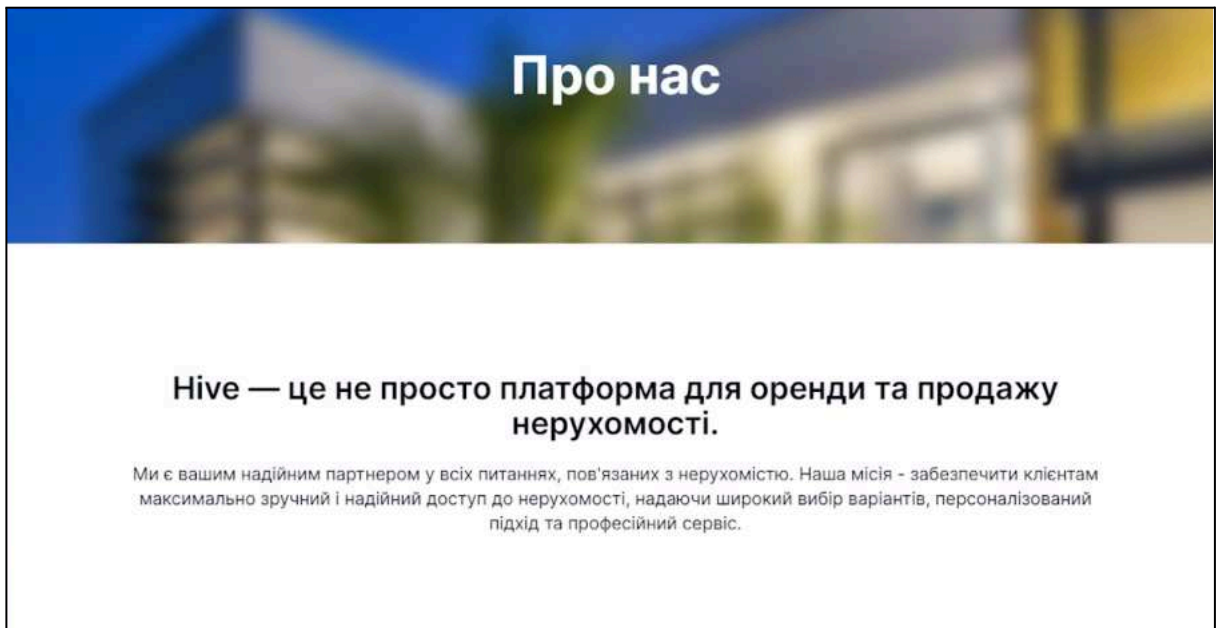 Про нас
Hive — це не просто платформа для оренди та продажу
нерухомості.
Ми є вашим надійним партнером у всіх питаннях, пов'язаних з нерухомістю. Наша місія - забезпечити клієнтам
максимально зручний і надійний доступ до нерухомості, надаючи широкий вибір варіантів, персоналізований
підхід та професійний сервіс.